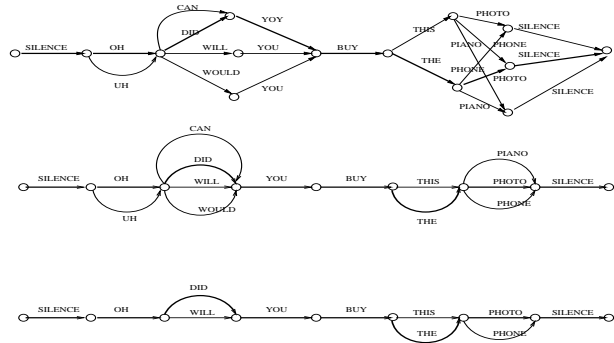 CAN
DID YOY
SILENCE OH WILL YOU BUY
WOULD
UH YOU
PHOTO
THIS SILENCE
PIANO PHONE
SILENCE
THE PHONE
PHOTO
SILENCE
PIANO
CAN
DID PIANO
SILENCE OH WILL YOU BUY THIS PHOTO SILENCE
PHONE
WOULD
UH THE
DID
SILENCE OH WILL YOU BUY THIS PHOTO SILENCE
THE PHONE